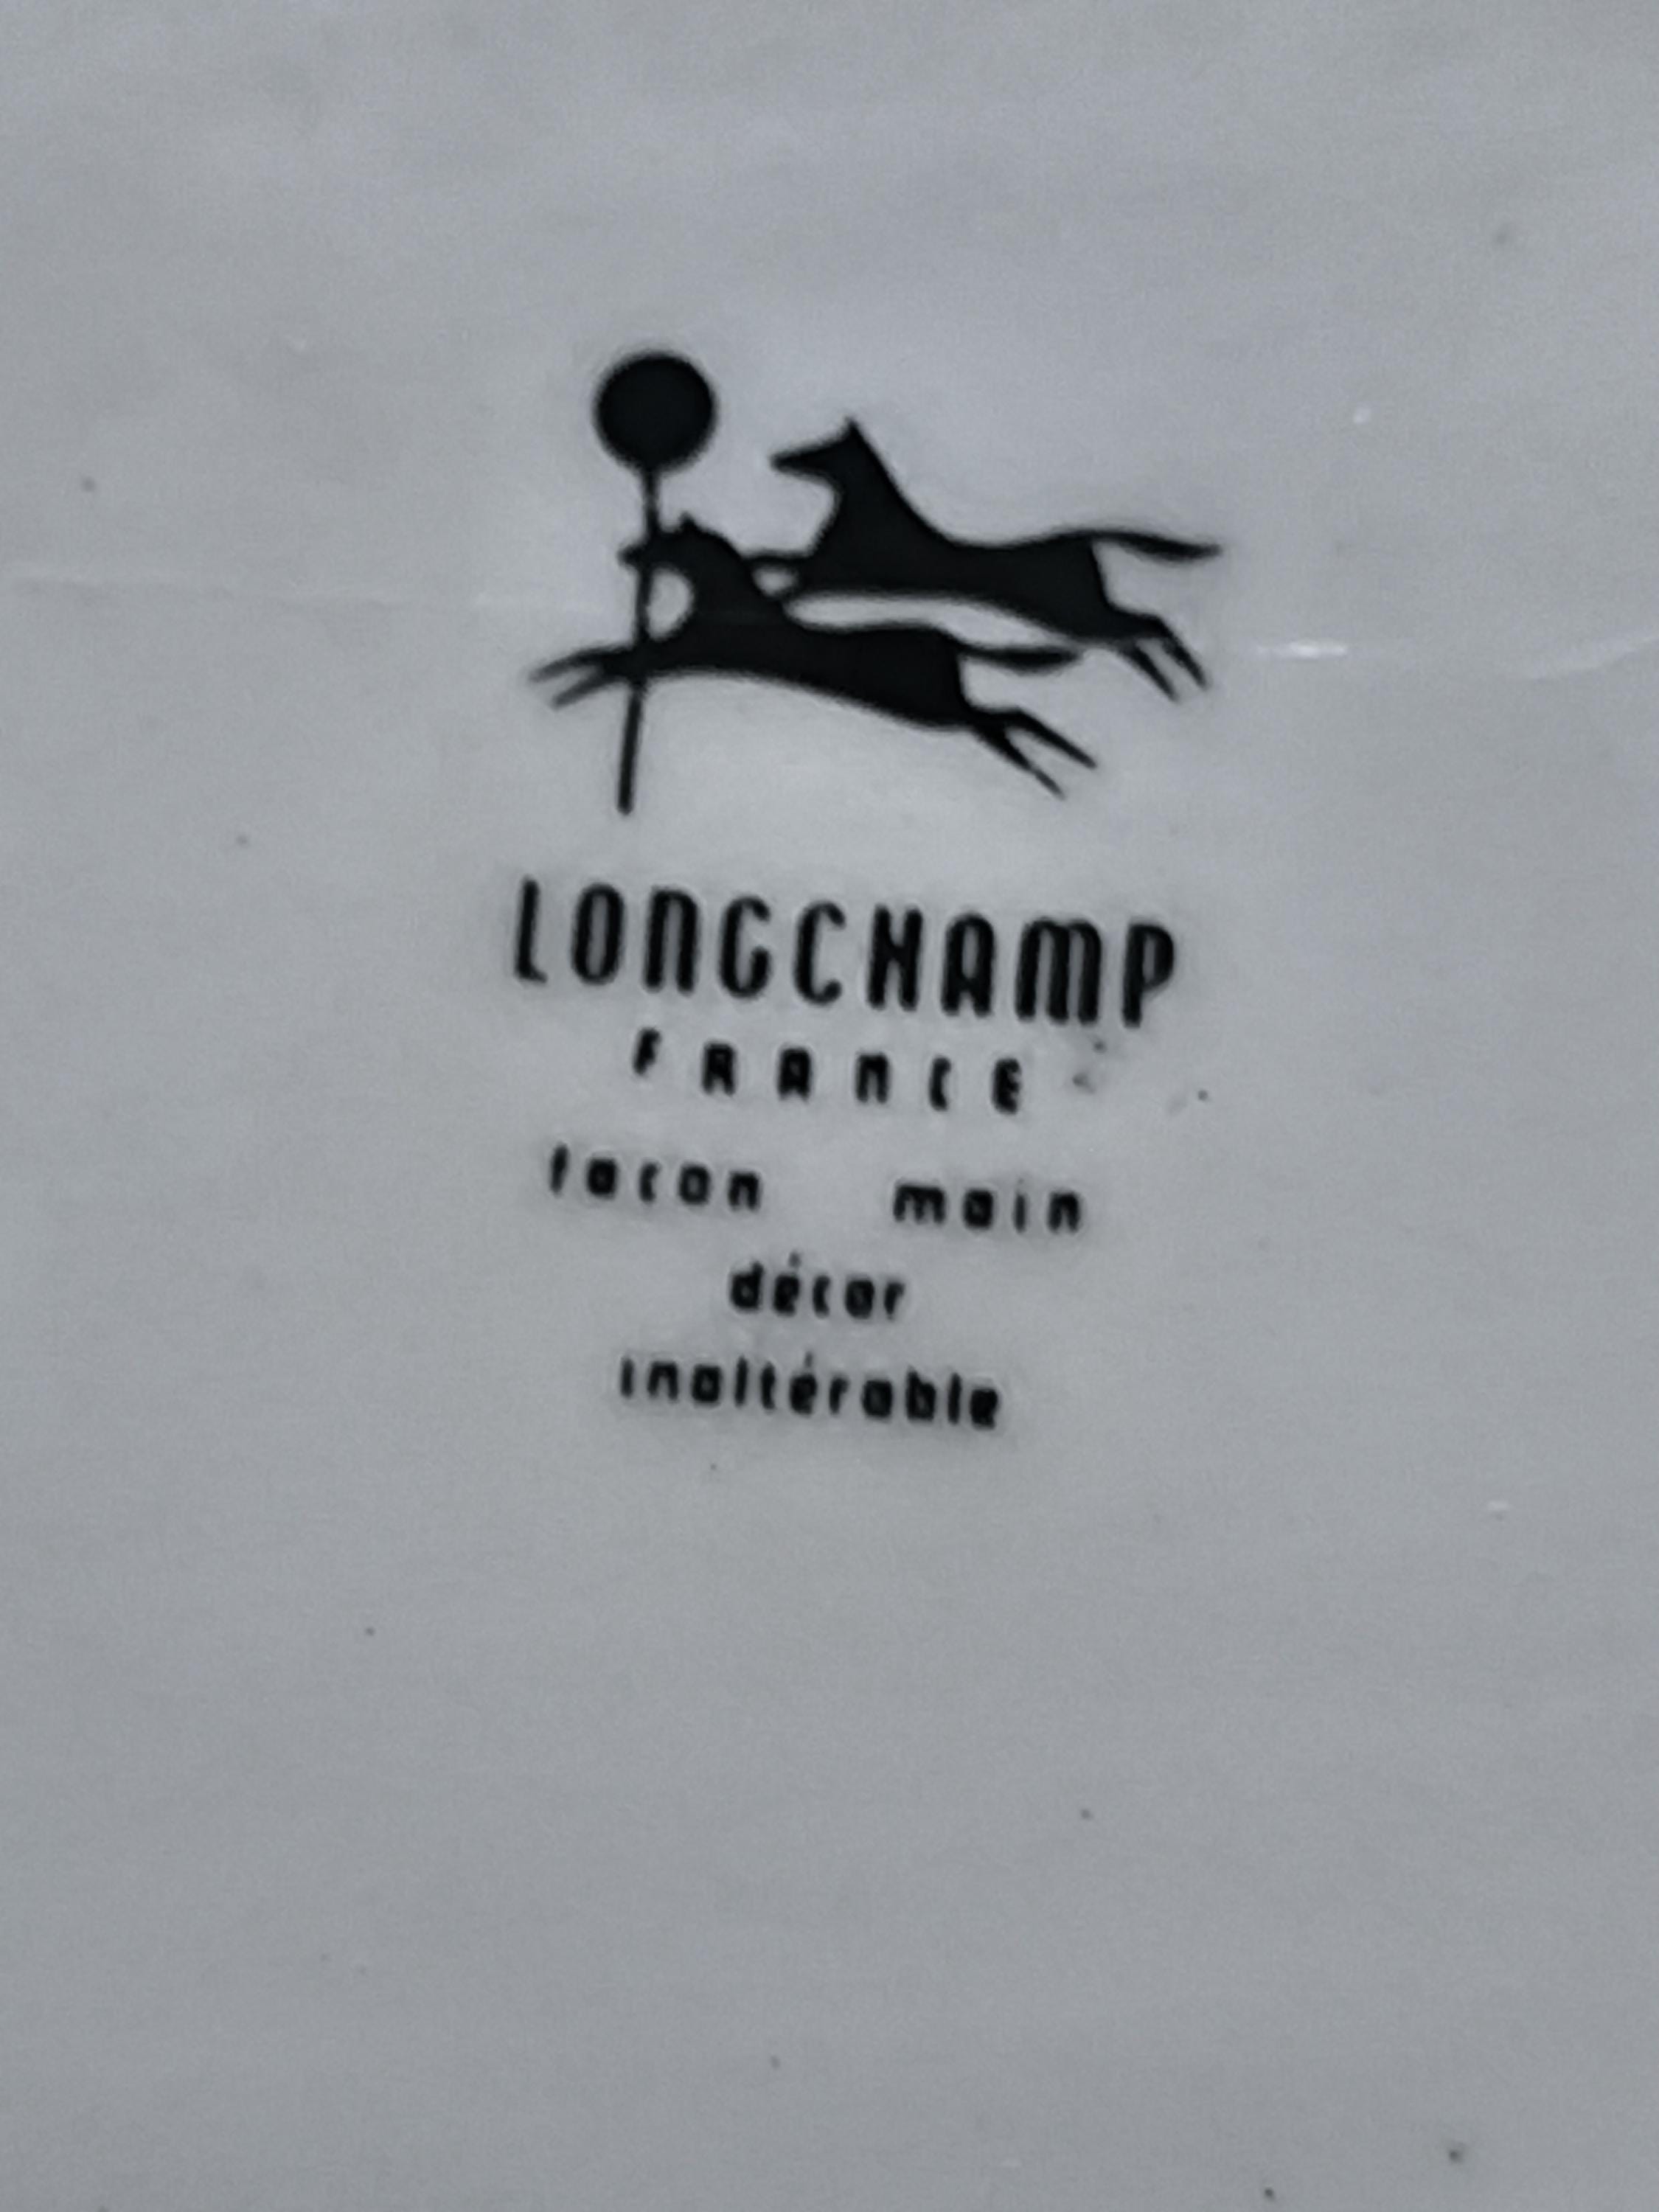 LONGCHAMP
FRANCE
facon main
décor
inaltérable